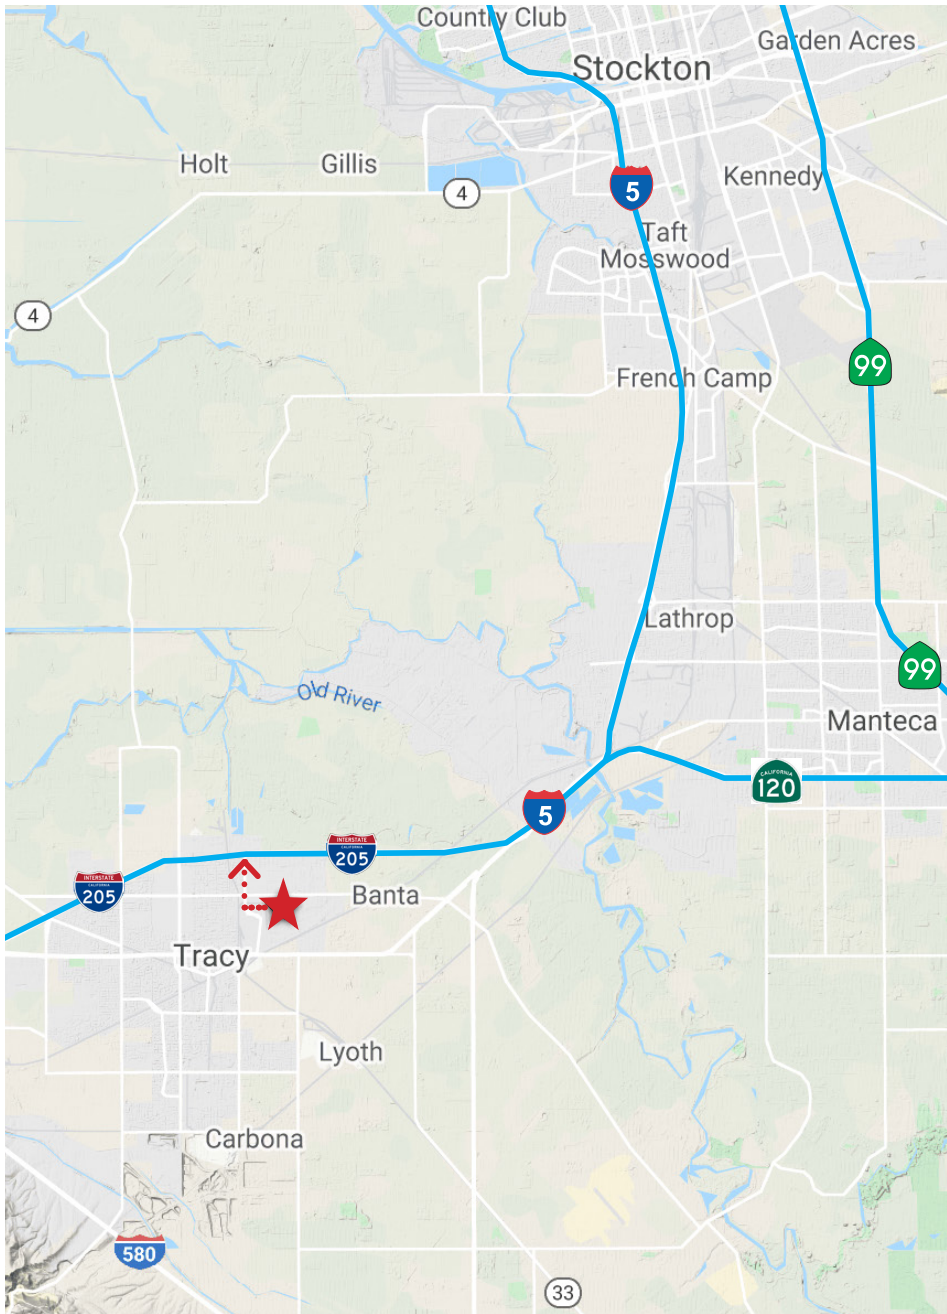 Country Club
Garden Acres
Stockton
Holt
Gillis
Kennedy
4
5
Taft
Mosswood
4
99
French Camp
Lathrop
99
Old River
Manteca
CALIFORNIA
120
5
INTERSTATE
CALIFORNIA
205
INTERSTATE
CALIFORNIA
205
Banta
Tracy
Lyoth
Carbona
580
33